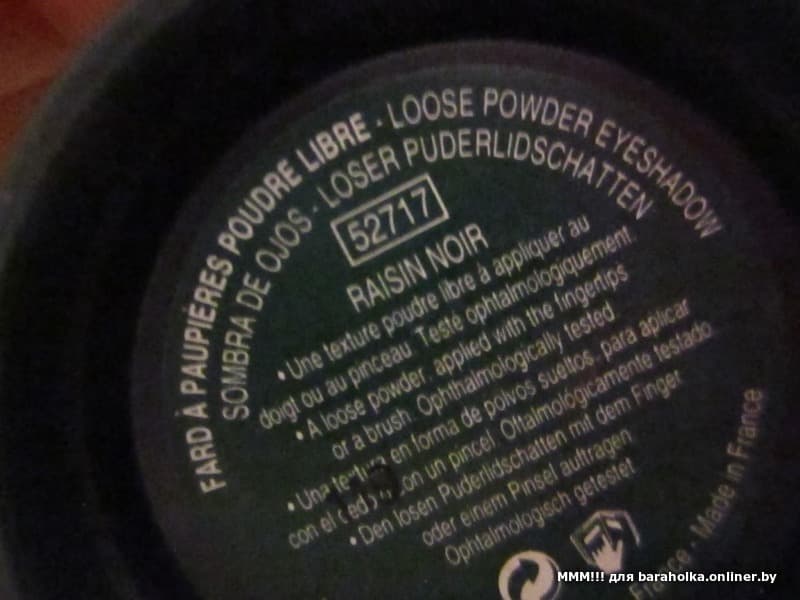 FARD À PAUPIÈRES POUDRE LIBRE · LOOSE POWDER EYESHADOW
SOMBRA DE OJOS · LOSER PUDERLIDSCHATTEN
52717
RAISIN NOIR
• Une texture poudre libre à appliquer au
doigt ou au pinceau. Testé ophtalmologiquement.
• A loose powder, applied with the fingertips
or a brush. Ophthalmologically tested.
• Una textura en forma de polvos sueltos, para aplicar
con el dedo con un pincel. Oftalmológicamente testado.
• Den losen Puderlidschatten mit dem Finger
oder einem Pinsel auftragen
Ophtalmologisch getestet
France - Made in France
МММ!!! для baraholka.onliner.by